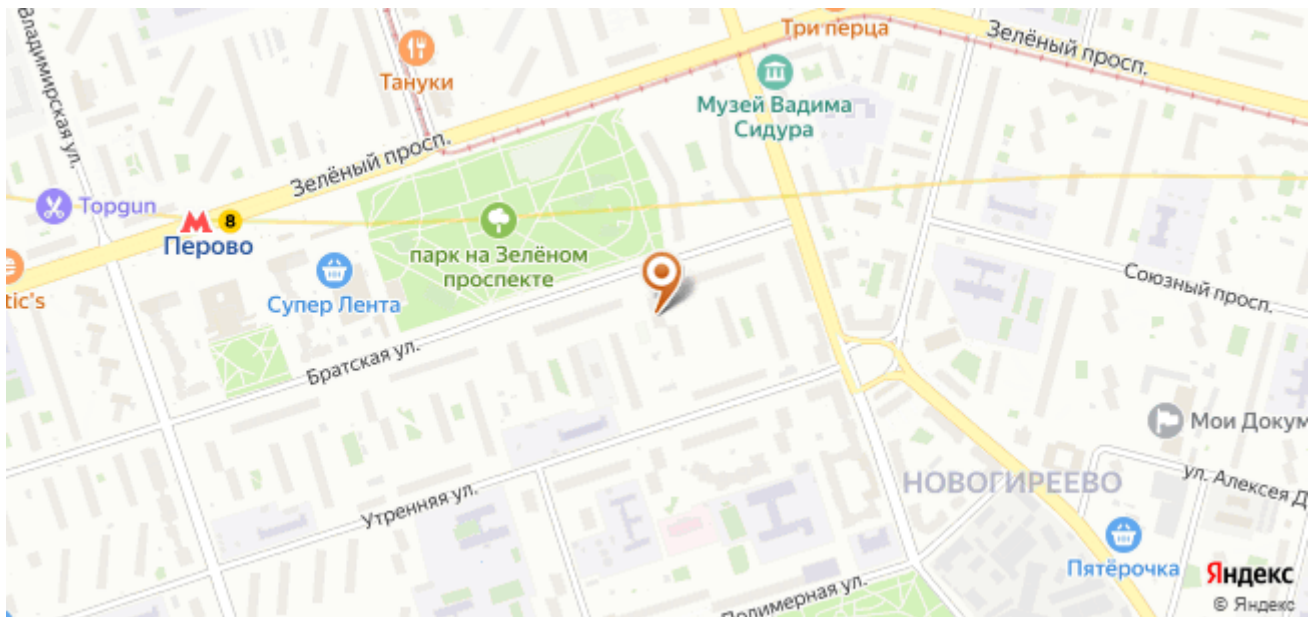 Три перца
Зелёный просп.
Тануки
Музей Вадима
Сидура
Владимирская ул.
Зелёный просп.
Topgun
8
Перово
парк на Зелёном
проспекте
tic's
Супер Лента
Союзный просп.
Братская ул.
Мои Докум
НОВОГИРЕЕВО
ул. Алексея Д
Утренняя ул.
Пятёрочка
Яндекс
Полимерная ул.
© Яндекс